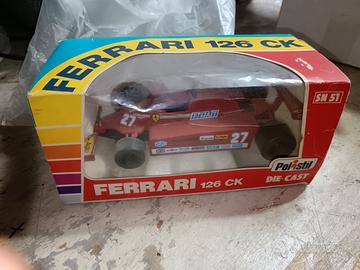 FERRARI 126 CK
SM 51
27
27
FERRARI 126 CK
Polistil
DIE-CAST